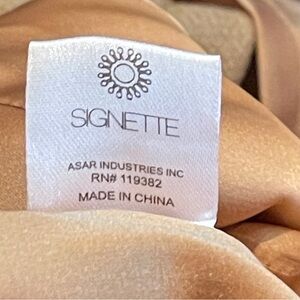 SIGNETTE
ASAR INDUSTRIES INC
RN# 119382
MADE IN CHINA